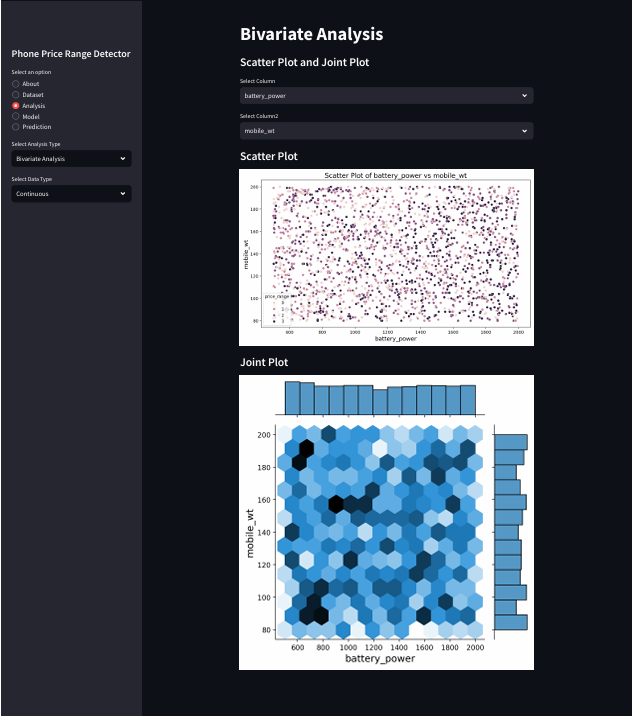 Phone Price Range Detector
Select an option
About
Dataset
Analysis
Model
Prediction
Select Analysis Type
Bivariate Analysis
Select Data Type
Continuous
Bivariate Analysis
Scatter Plot and Joint Plot
Select Column
battery_power
Select Column2
mobile_wt
Scatter Plot
Scatter Plot of battery_power vs mobile_wt
200
180
160
140
120
100
80
mobile_wt
price_range
600 800 1000 1200 1400 1600 1800 2000
battery_power
Joint Plot
200
180
160
140
120
100
80
mobile_wt
600 800 1000 1200 1400 1600 1800 2000
battery_power